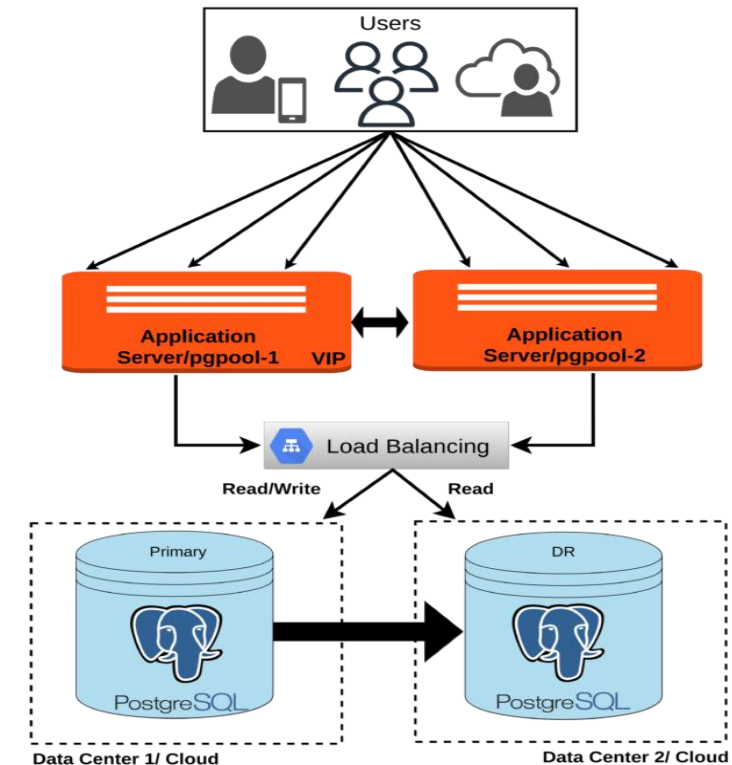 Users
Application
Server/pgpool-1 VIP
Application
Server/pgpool-2
Load Balancing
Read/Write
Read
Primary
PostgreSQL
DR
PostgreSQL
Data Center 1/ Cloud
Data Center 2/ Cloud